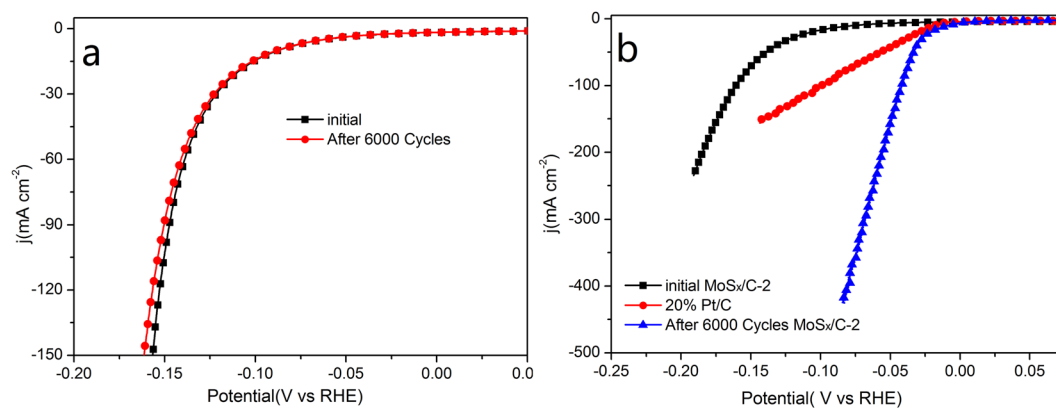 a
0
-30
-60
-90
-120
-150
j(mA cm⁻²)
initial
After 6000 Cycles
-0.20
-0.15
-0.10
-0.05
0.00
0.0
Potential(V vs RHE)
b
0
-100
-200
-300
-400
-500
j(mA cm⁻²)
initial MoSₓ/C-2
20% Pt/C
After 6000 Cycles MoSₓ/C-2
-0.25
-0.20
-0.15
-0.10
-0.05
0.00
0.05
Potential( V vs RHE)